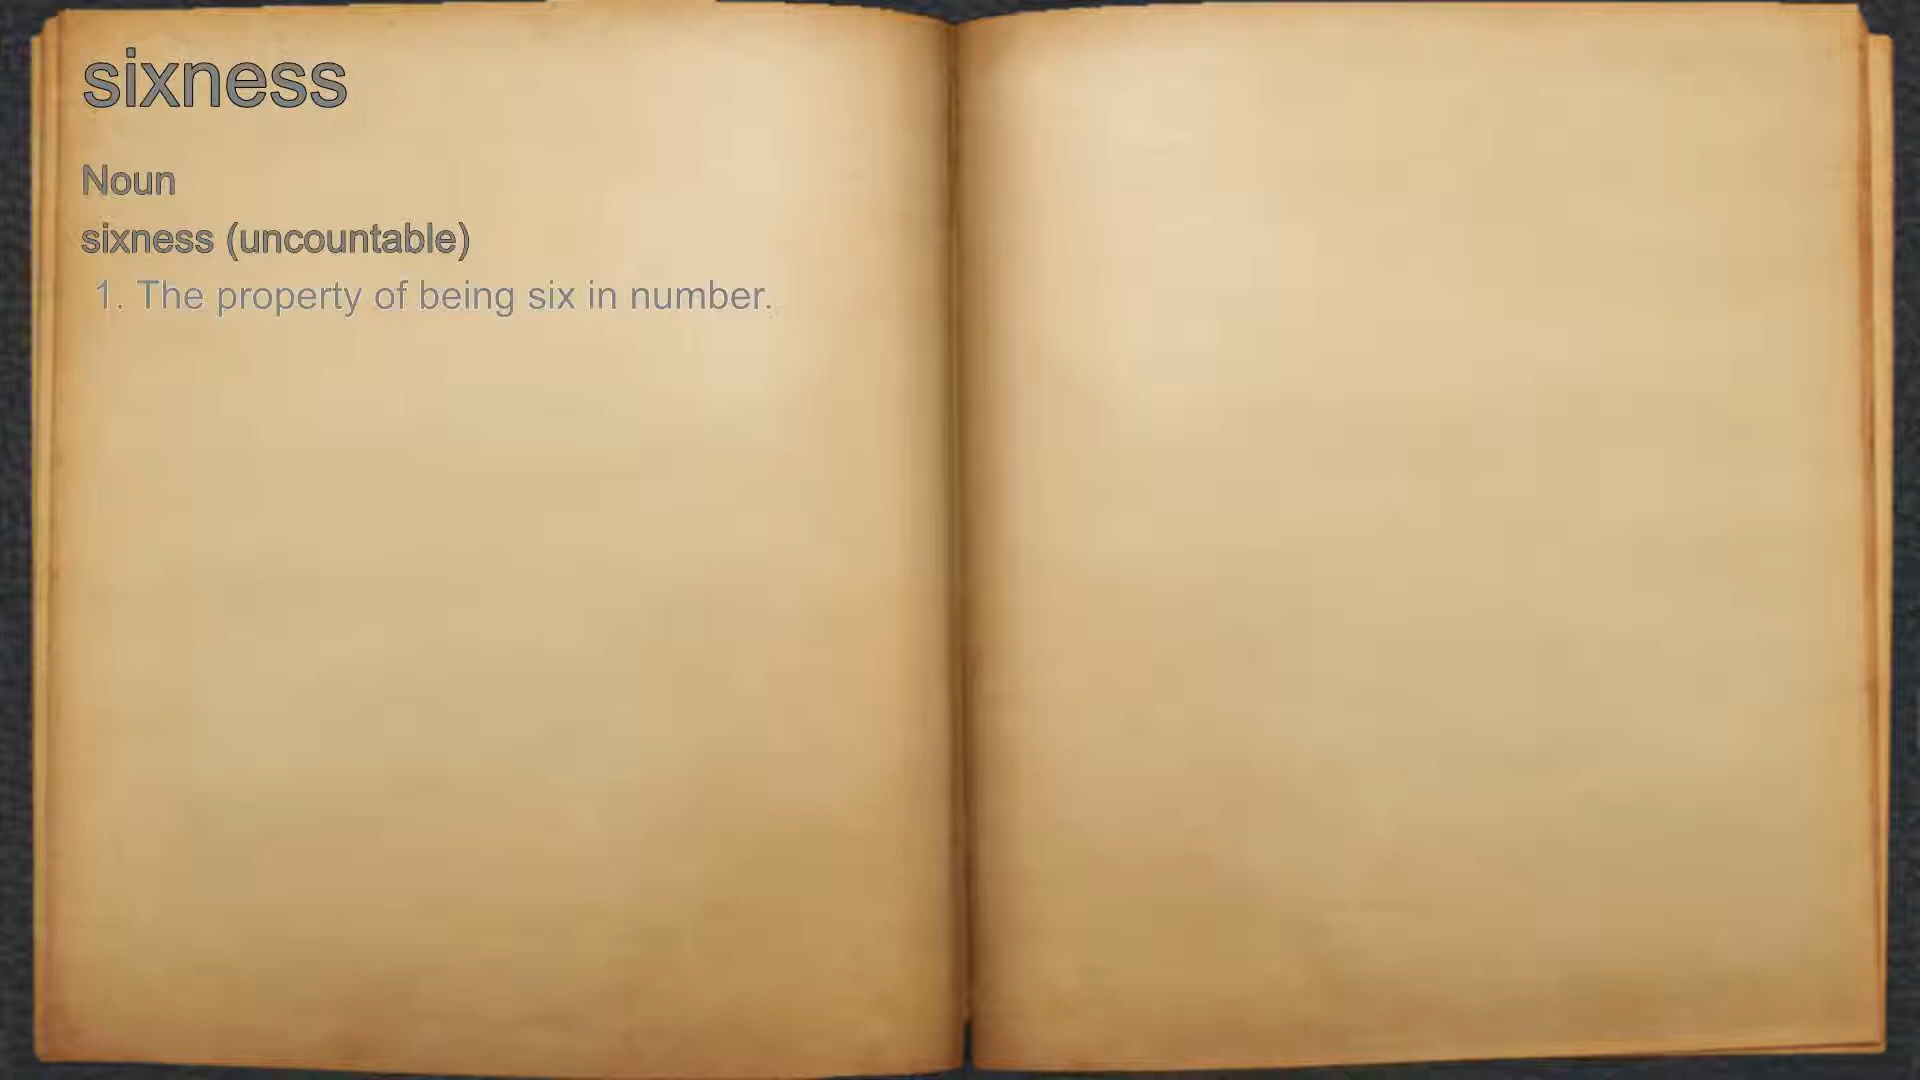 sixness
Noun
sixness (uncountable)
1. The property of being six in number.